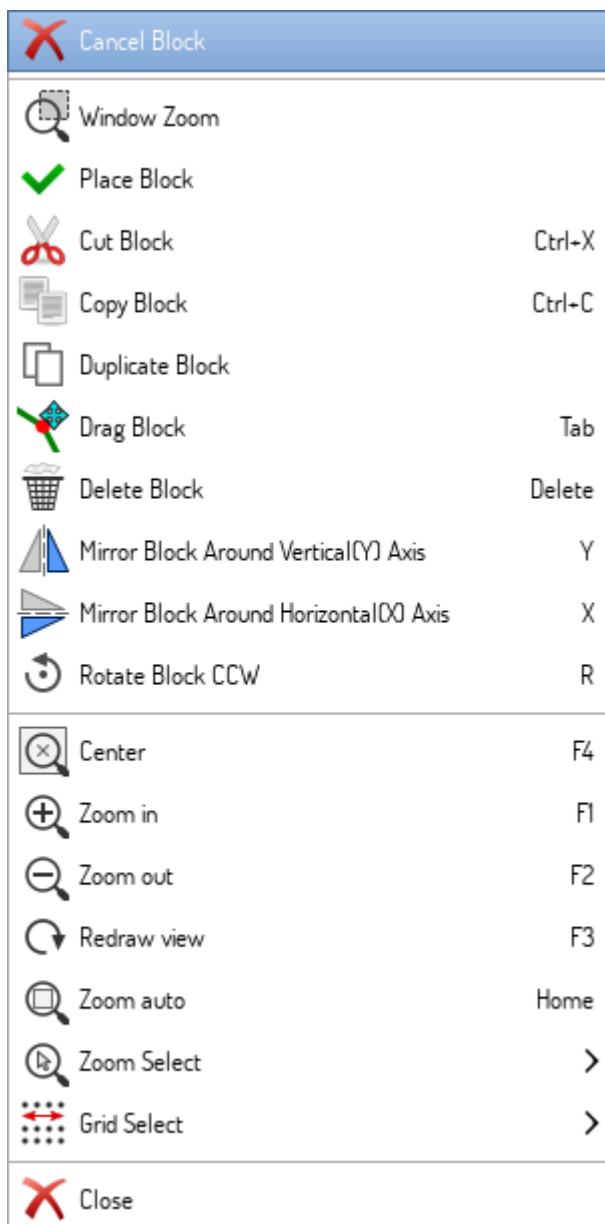 Cancel Block
Window Zoom
Place Block
Cut Block Ctrl+X
Copy Block Ctrl+C
Duplicate Block
Drag Block Tab
Delete Block Delete
Mirror Block Around Vertical(Y) Axis Y
Mirror Block Around Horizontal(X) Axis X
Rotate Block CCW R
Center F4
Zoom in F1
Zoom out F2
Redraw view F3
Zoom auto Home
Zoom Select
Grid Select
Close